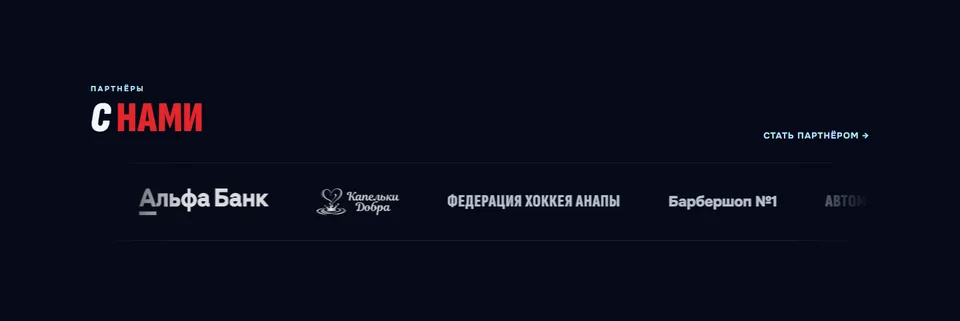 ПАРТНЁРЫ
С НАМИ
СТАТЬ ПАРТНЁРОМ →
Альфа Банк
Капельки
Добра
ФЕДЕРАЦИЯ ХОККЕЯ АНАПЫ
Барбершоп №1